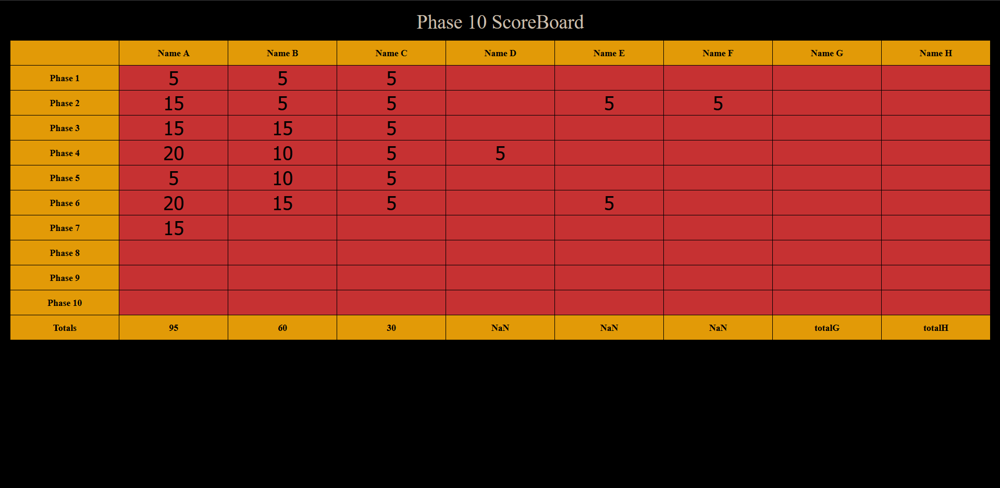 Phase 10 ScoreBoard
Name A Name B Name C Name D Name E Name F Name G Name H
Phase 1 5 5 5
Phase 2 15 5 5 5 5
Phase 3 15 15 5
Phase 4 20 10 5 5
Phase 5 5 10 5
Phase 6 20 15 5 5
Phase 7 15
Phase 8
Phase 9
Phase 10
Totals 95 60 30 NaN NaN NaN totalG totalH